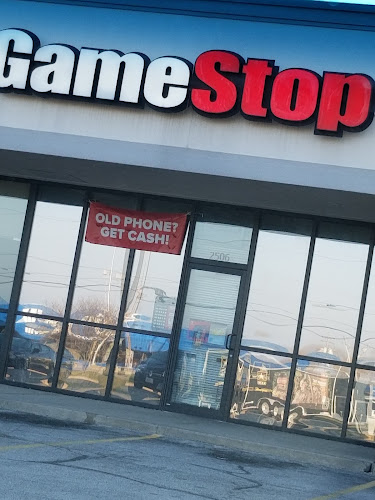 GameStop
OLD PHONE?
GET CASH!
2506